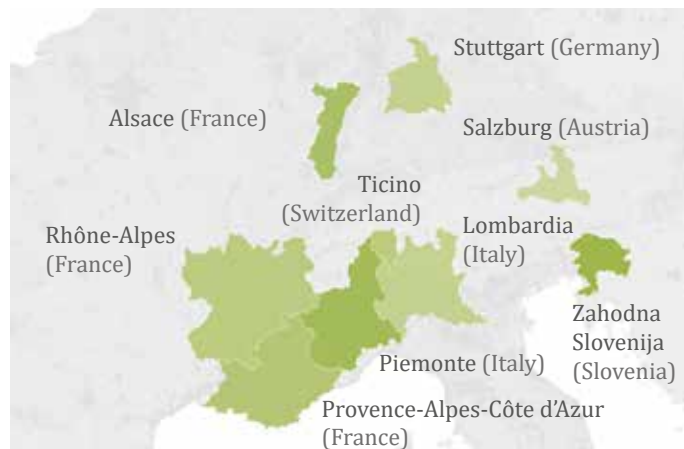 Stuttgart (Germany)
Alsace (France)
Salzburg (Austria)
Ticino
(Switzerland)
Lombardia
(Italy)
Rhône-Alpes
(France)
Zahodna
Slovenija
(Slovenia)
Piemonte (Italy)
Provence-Alpes-Côte d'Azur
(France)